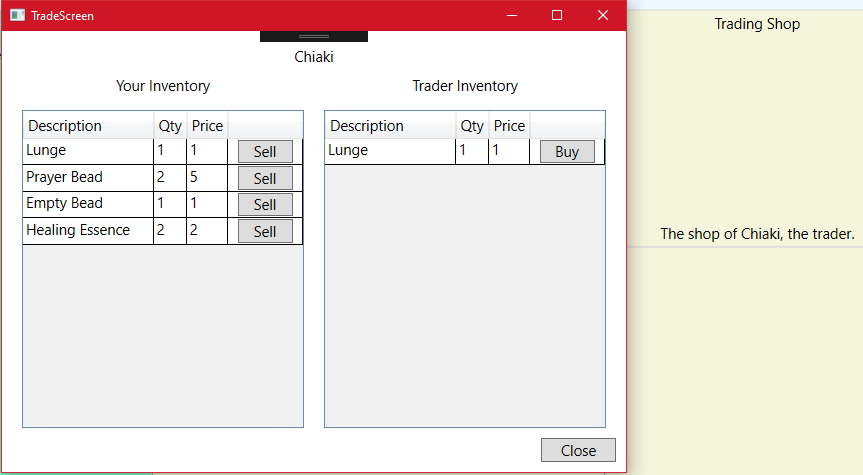 TradeScreen
Trading Shop
Chiaki
Your Inventory
Trader Inventory
Description Qty Price
Lunge 1 1 Sell
Prayer Bead 2 5 Sell
Empty Bead 1 1 Sell
Healing Essence 2 2 Sell
Description Qty Price
Lunge 1 1 Buy
The shop of Chiaki, the trader.
Close